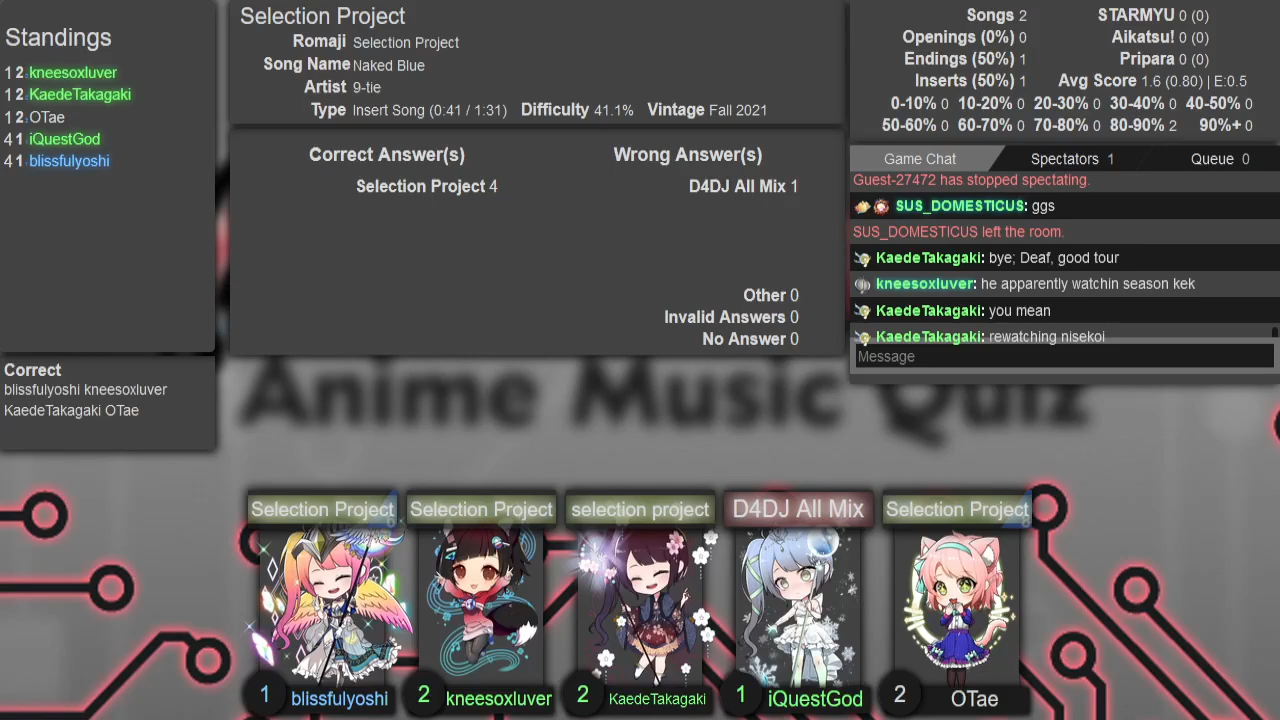 Standings
1 2 kneesoxluver
1 2 KaedeTakagaki
1 2 OTae
4 1 iQuestGod
4 1 blissfulyoshi
Correct
blissfulyoshi kneesoxluver
KaedeTakagaki OTae
Selection Project
Romaji Selection Project
Song Name Naked Blue
Artist 9-tie
Type Insert Song (0:41 / 1:31) Difficulty 41.1% Vintage Fall 2021
Correct Answer(s) Wrong Answer(s)
Selection Project 4 D4DJ All Mix 1
Other 0
Invalid Answers 0
No Answer 0
Songs 2 STARMYU 0 (0)
Openings (0%) 0 Aikatsu! 0 (0)
Endings (50%) 1 Pripara 0 (0)
Inserts (50%) 1 Avg Score 1.6 (0.80) | E:0.5
0-10% 0 10-20% 0 20-30% 0 30-40% 0 40-50% 0
50-60% 0 60-70% 0 70-80% 0 80-90% 2 90%+ 0
Game Chat Spectators 1 Queue 0
Guest-27472 has stopped spectating.
SUS_DOMESTICUS: ggs
SUS_DOMESTICUS left the room.
KaedeTakagaki: bye; Deaf, good tour
kneesoxluver: he apparently watchin season kek
KaedeTakagaki: you mean
KaedeTakagaki: rewatching nisekoi
Message
Anime Music Quiz
Selection Project Selection Project selection project D4DJ All Mix Selection Project
1 blissfulyoshi 2 kneesoxluver 2 KaedeTakagaki 1 iQuestGod 2 OTae